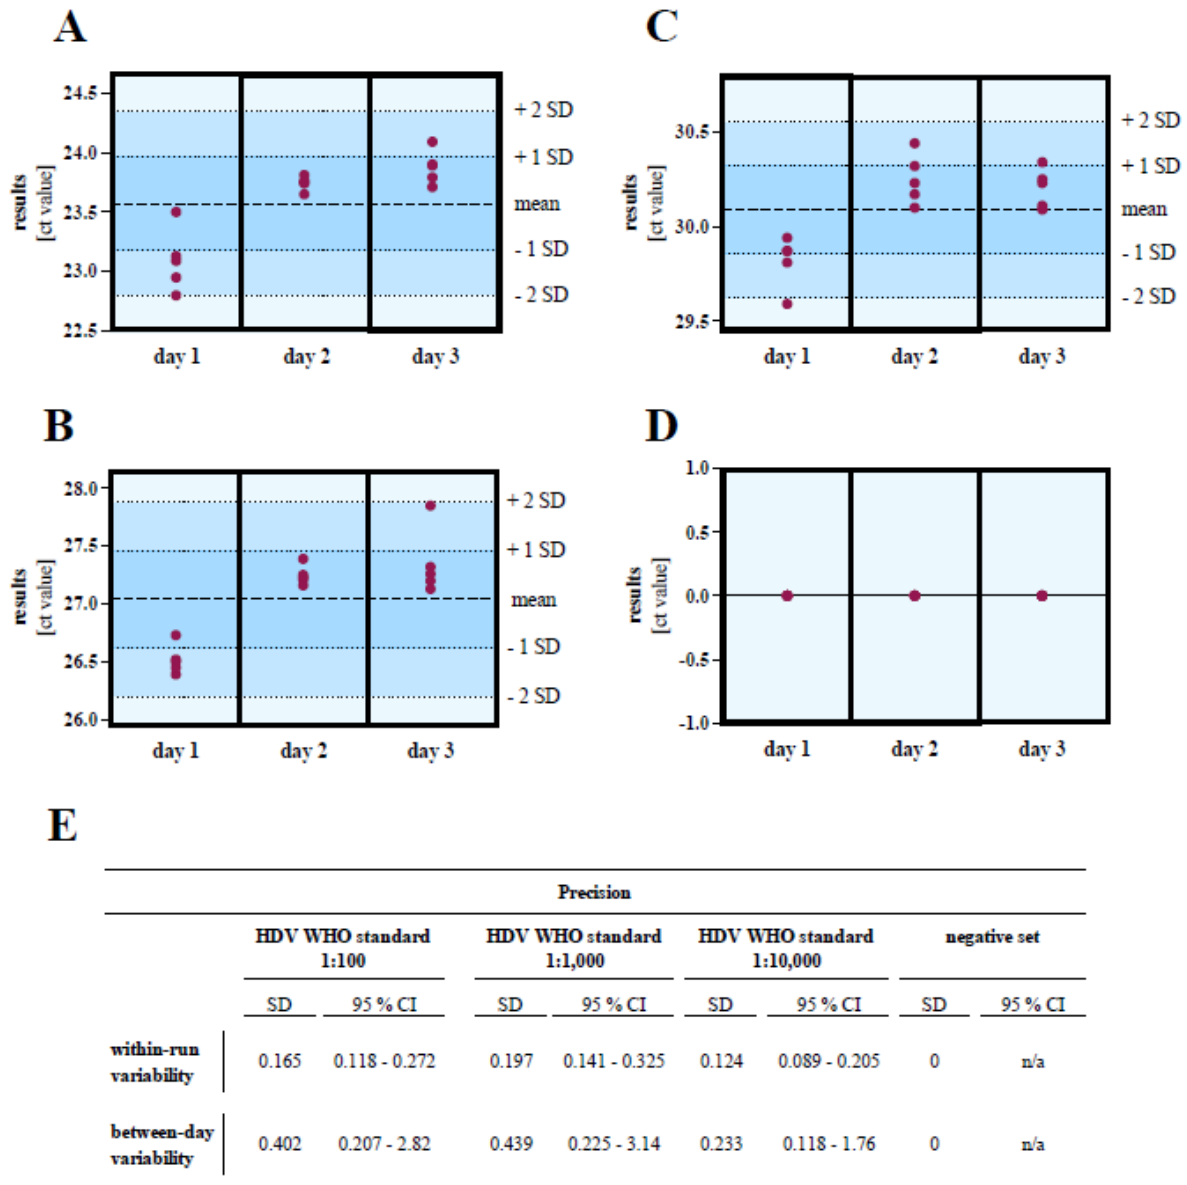 A
24.5
24.0
23.5
23.0
22.5
results
[ct value]
+ 2 SD
+ 1 SD
mean
- 1 SD
- 2 SD
day 1 day 2 day 3
C
30.5
30.0
29.5
results
[ct value]
+ 2 SD
+ 1 SD
mean
- 1 SD
- 2 SD
day 1 day 2 day 3
B
28.0
27.5
27.0
26.5
26.0
results
[ct value]
+ 2 SD
+ 1 SD
mean
- 1 SD
- 2 SD
day 1 day 2 day 3
D
1.0
0.5
0.0
-0.5
-1.0
results
[ct value]
day 1 day 2 day 3
E
Precision
HDV WHO standard HDV WHO standard HDV WHO standard negative set
1:100 1:1,000 1:10,000
SD 95 % CI SD 95 % CI SD 95 % CI SD 95 % CI
within-run
variability
0.165 0.118 - 0.272 0.197 0.141 - 0.325 0.124 0.089 - 0.205 0 n/a
between-day
variability
0.402 0.207 - 2.82 0.439 0.225 - 3.14 0.233 0.118 - 1.76 0 n/a